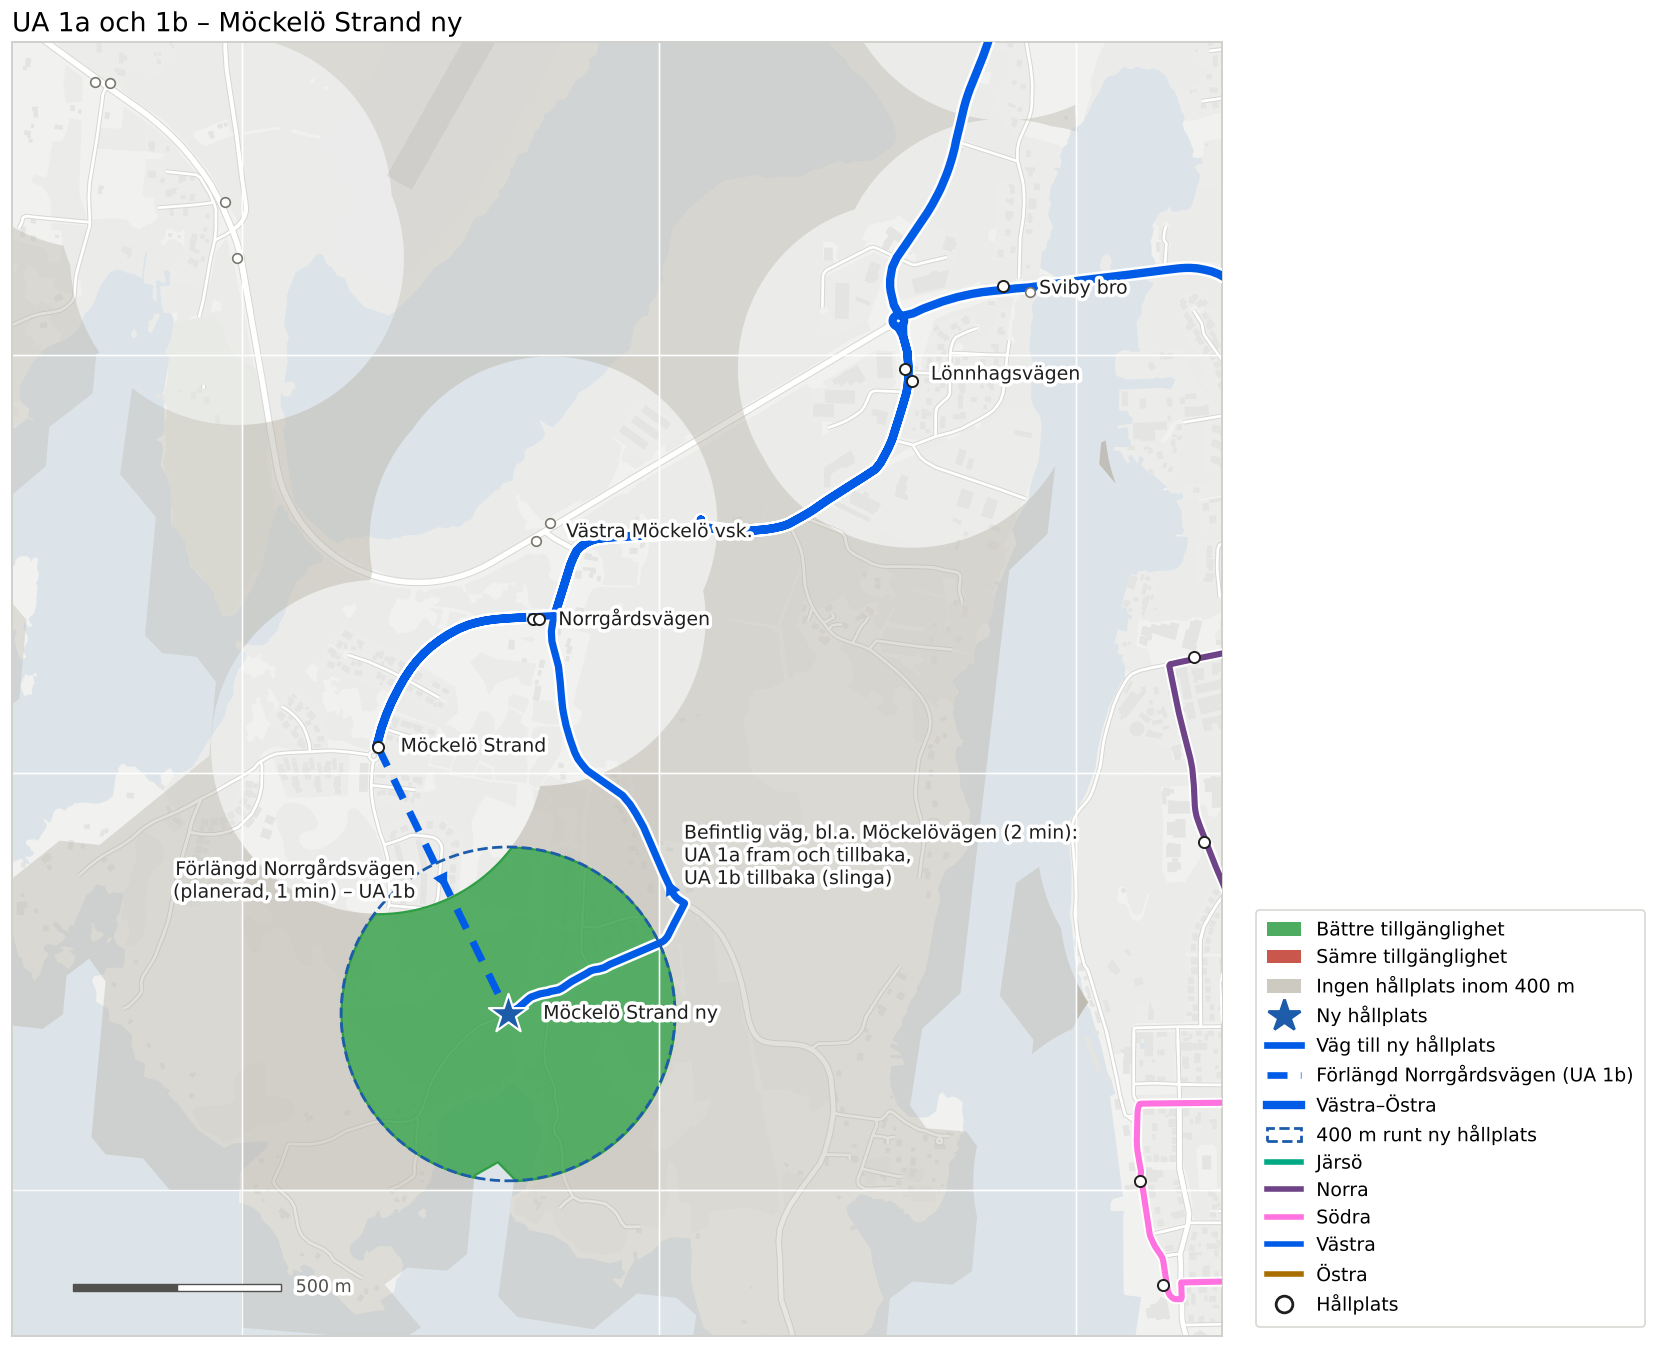 UA 1a och 1b – Möckelö Strand ny
Sviby bro
Lönnhagsvägen
Västra Möckelö vsk.
Norrgårdsvägen
Möckelö Strand
Befintlig väg, bl.a. Möckelövägen (2 min):
UA 1a fram och tillbaka,
UA 1b tillbaka (slinga)
Förlängd Norrgårdsvägen
(planerad, 1 min) – UA 1b
Möckelö Strand ny
500 m
Bättre tillgänglighet
Sämre tillgänglighet
Ingen hållplats inom 400 m
Ny hållplats
Väg till ny hållplats
Förlängd Norrgårdsvägen (UA 1b)
Västra–Östra
400 m runt ny hållplats
Järsö
Norra
Södra
Västra
Östra
Hållplats